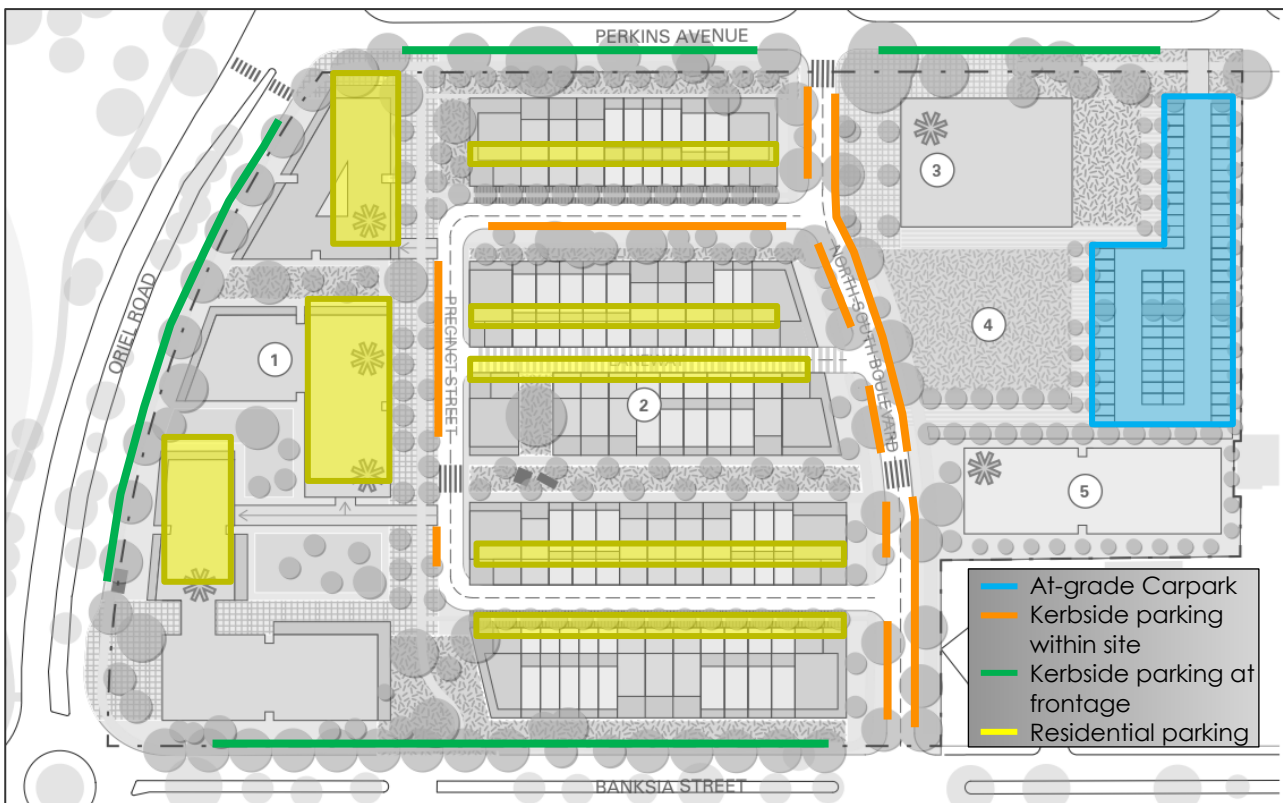 PERKINS AVENUE
3
ORIEL ROAD
PRECINCT STREET
NORTH-SOUTH BOULEVARD
4
1
LANEWAY
2
5
At-grade Carpark
Kerbside parking
within site
Kerbside parking at
frontage
Residential parking
BANKSIA STREET